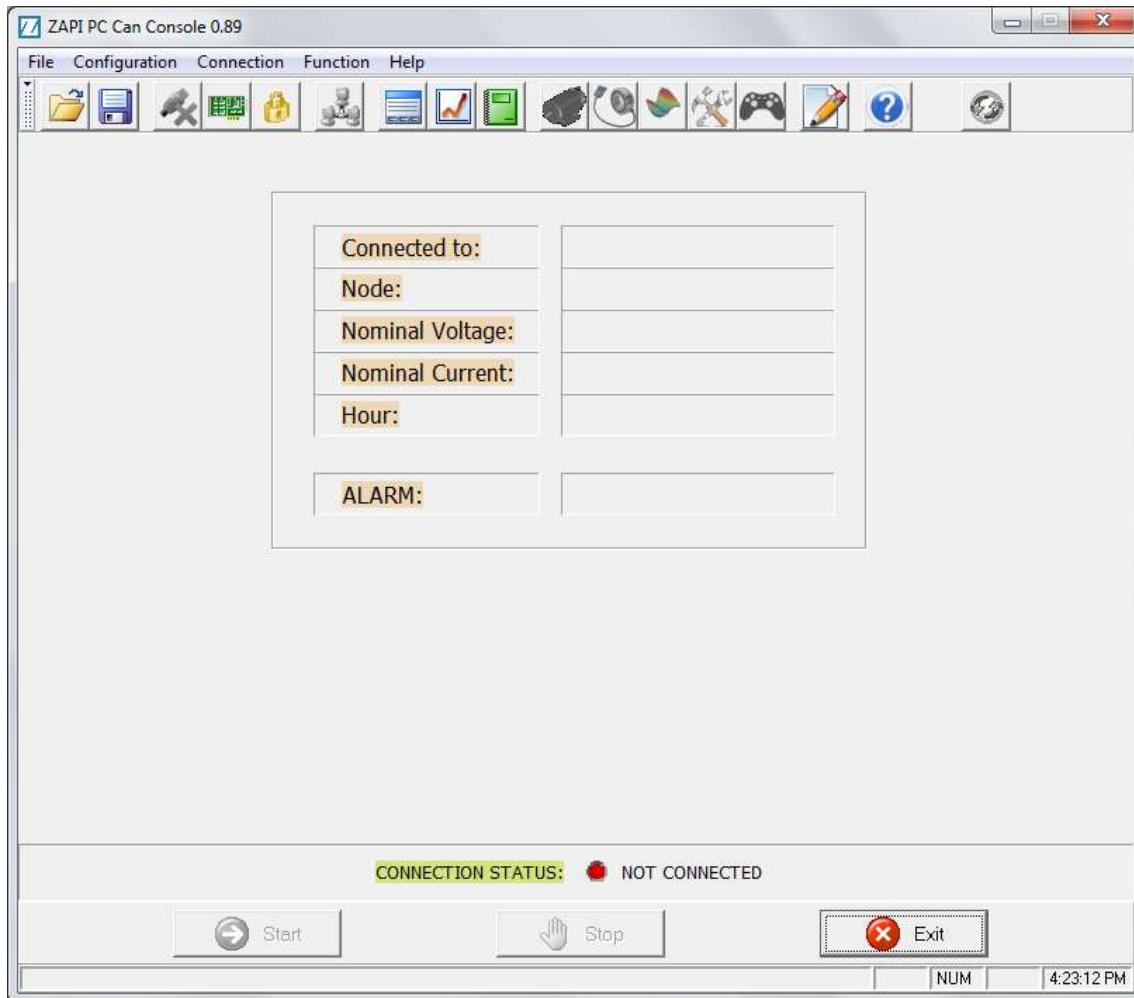 ZAPI PC Can Console 0.89
File Configuration Connection Function Help
Connected to:
Node:
Nominal Voltage:
Nominal Current:
Hour:
ALARM:
CONNECTION STATUS: NOT CONNECTED
Start Stop Exit
NUM 4:23:12 PM